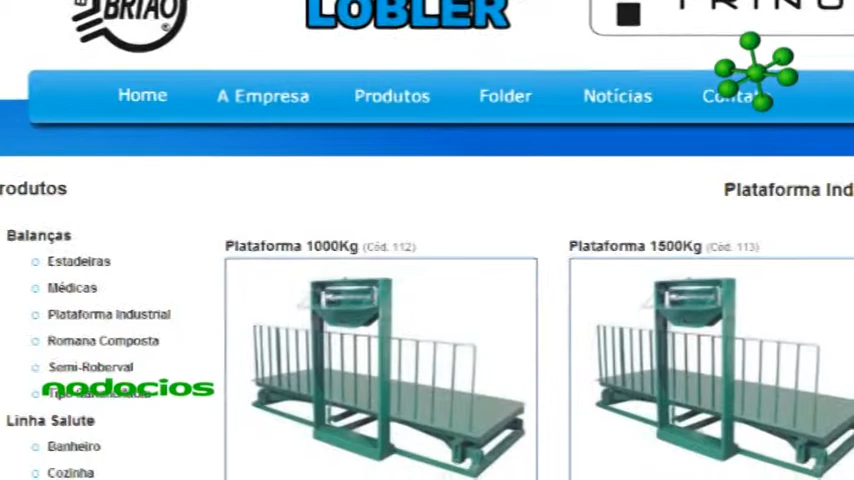 BRIÃO
LOBLER
Home
A Empresa
Produtos
Folder
Notícias
rodutos
Plataforma Ind
Balanças
Estadeiras
Médicas
Plataforma Industrial
Romana Composta
Semi-Roberval
nodocios
Linha Salute
Banheiro
Cozinha
Plataforma 1000Kg (Cód. 112)
Plataforma 1500Kg (Cód. 113)